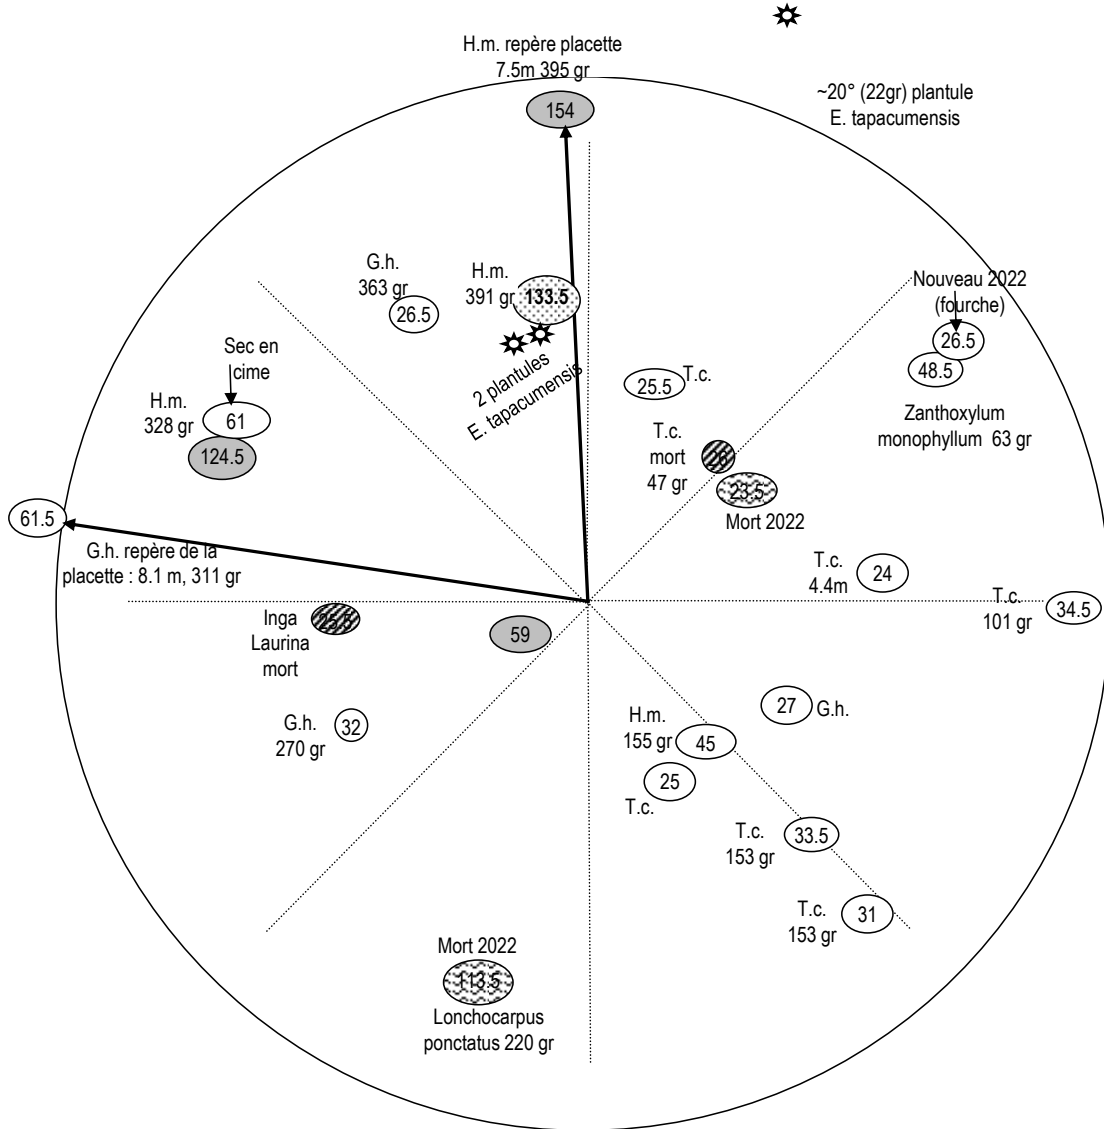 H.m. repère placette
7.5m 395 gr
154
~20° (22gr) plantule
E. tapacumensis
G.h.
363 gr
26.5
H.m.
391 gr
133.5
2 plantules
E. tapacumensis
Nouveau 2022
(fourche)
26.5
48.5
Zanthoxylum
monophyllum 63 gr
Sec en
cime
H.m.
328 gr
61
124.5
25.5
T.c.
T.c.
mort
47 gr
26
23.5
Mort 2022
61.5
G.h. repère de la
placette : 8.1 m, 311 gr
T.c.
4.4m
24
T.c.
101 gr
34.5
Inga
Laurina
mort
25.5
59
G.h.
270 gr
32
27
G.h.
H.m.
155 gr
45
25
T.c.
T.c.
153 gr
33.5
T.c.
153 gr
31
Mort 2022
113.5
Lonchocarpus
ponctatus 220 gr